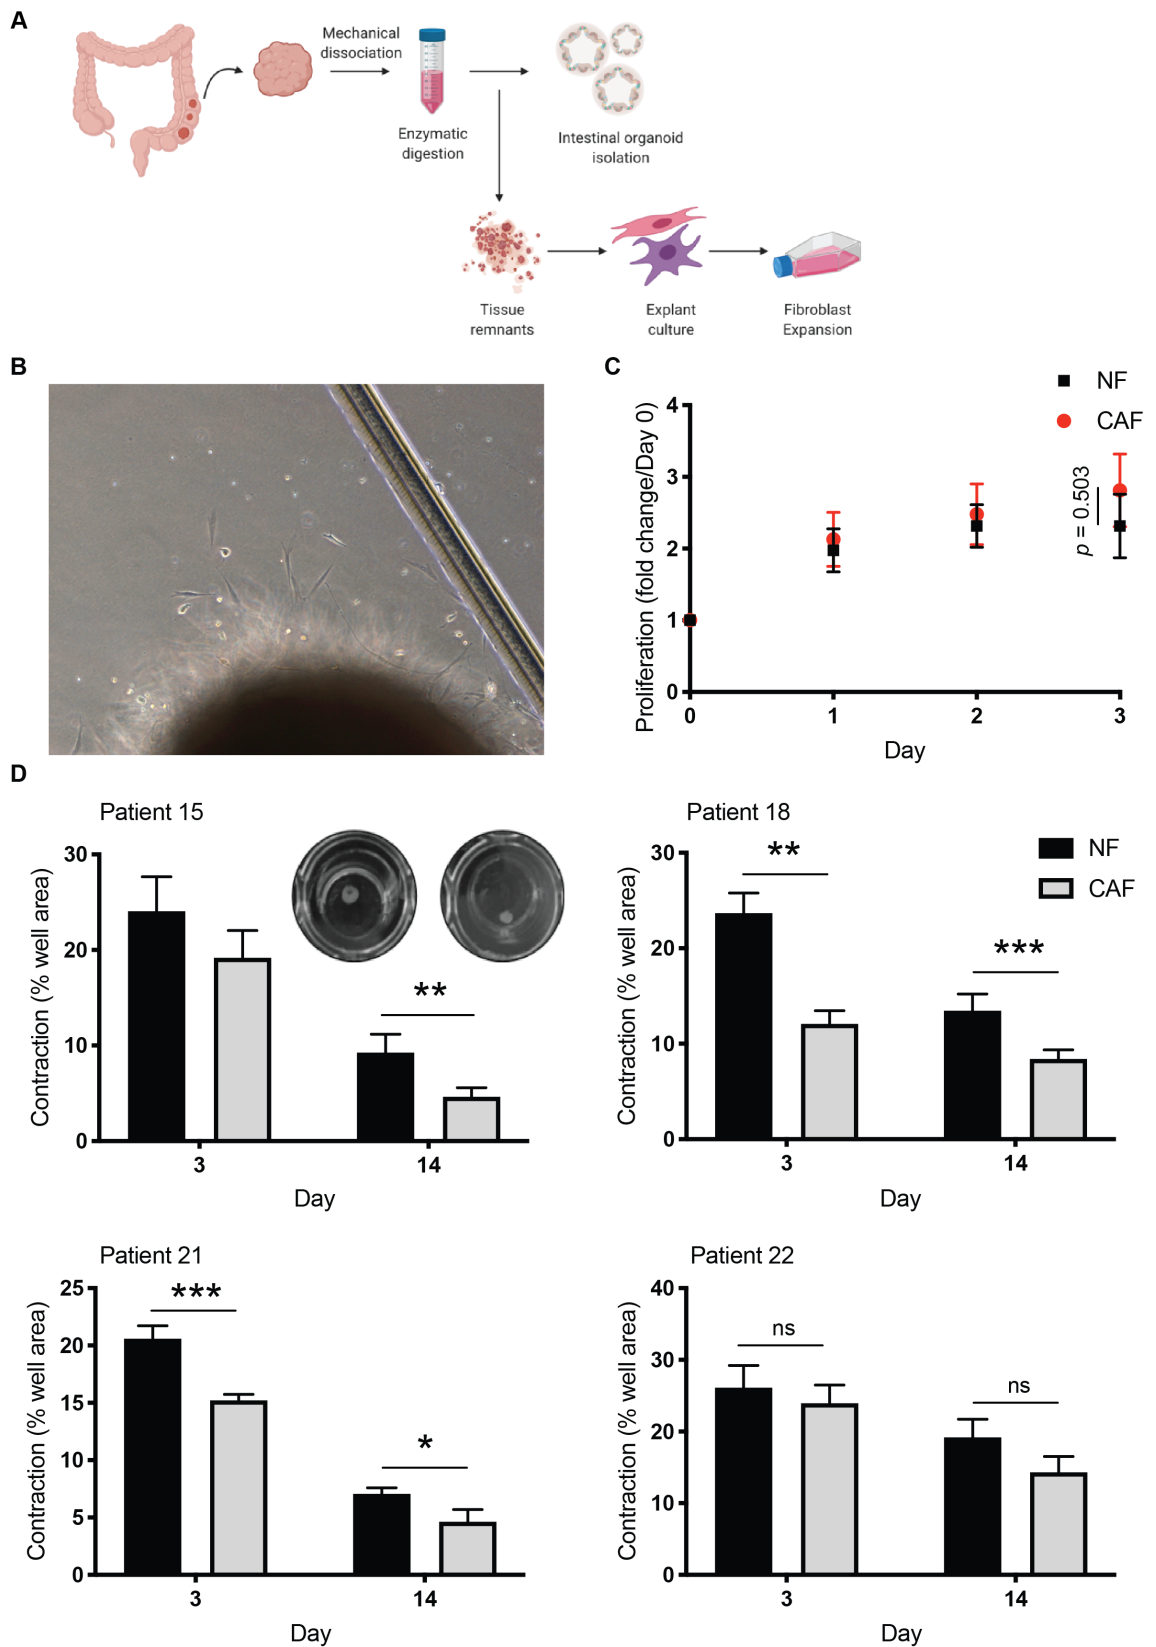 A
Mechanical
dissociation
Enzymatic
digestion
Intestinal organoid
isolation
Tissue
remnants
Explant
culture
Fibroblast
Expansion
B
C
NF
CAF
Proliferation (fold change/Day 0)
4
3
2
1
0
p = 0.503
0 1 2 3
Day
D
Patient 15
Contraction (% well area)
30
20
10
0
**
3 14
Day
Patient 18
NF
CAF
Contraction (% well area)
30
20
10
0
**
***
3 14
Day
Patient 21
Contraction (% well area)
25
20
15
10
5
0
***
*
3 14
Day
Patient 22
Contraction (% well area)
40
30
20
10
0
ns
ns
3 14
Day